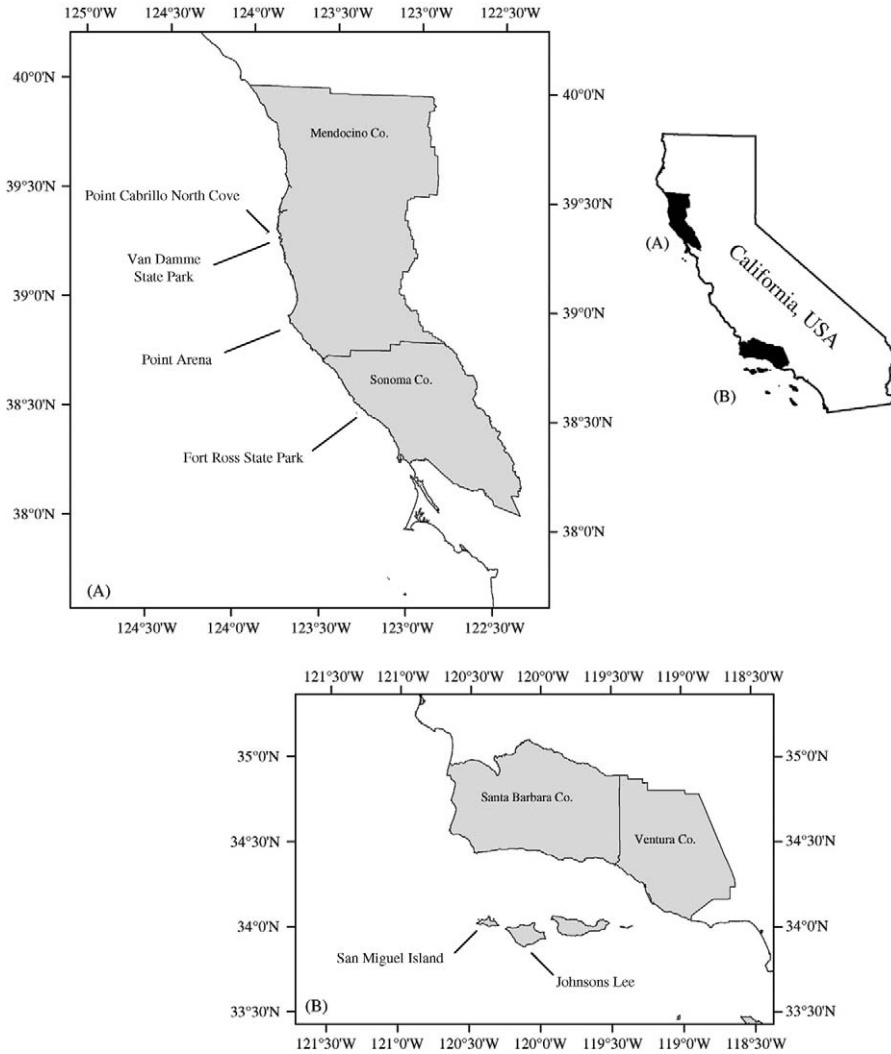 125°0'W 124°30'W 124°0'W 123°30'W 123°0'W 122°30'W
40°0'N
40°0'N
Mendocino Co.
39°30'N
Point Cabrillo North Cove
39°30'N
(A)
Van Damme
State Park
California, USA
39°0'N
39°0'N
Point Arena
Sonoma Co.
(B)
38°30'N
38°30'N
Fort Ross State Park
38°0'N
38°0'N
(A)
124°30'W 124°0'W 123°30'W 123°0'W 122°30'W
121°30'W 121°0'W 120°30'W 120°0'W 119°30'W 119°0'W 118°30'W
35°0'N
35°0'N
Santa Barbara Co.
34°30'N
Ventura Co.
34°30'N
34°0'N
34°0'N
San Miguel Island
Johnsons Lee
(B)
33°30'N
33°30'N
121°30'W 121°0'W 120°30'W 120°0'W 119°30'W 119°0'W 118°30'W